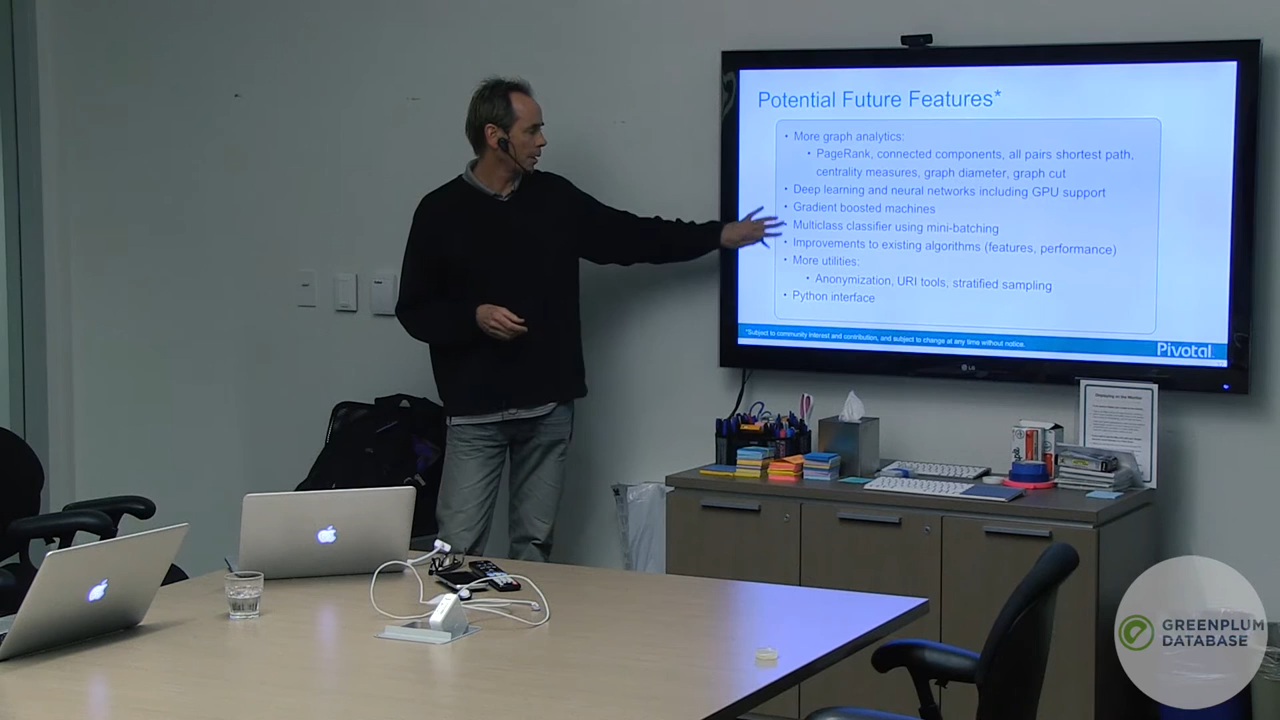 Potential Future Features*
• More graph analytics:
• PageRank, connected components, all pairs shortest path,
centrality measures, graph diameter, graph cut
• Deep learning and neural networks including GPU support
• Gradient boosted machines
• Multiclass classifier using mini-batching
• Improvements to existing algorithms (features, performance)
• More utilities:
• Anonymization, URI tools, stratified sampling
• Python interface
*Subject to community interest and contribution, and subject to change at any time without notice.
Pivotal
LG
GREENPLUM
DATABASE